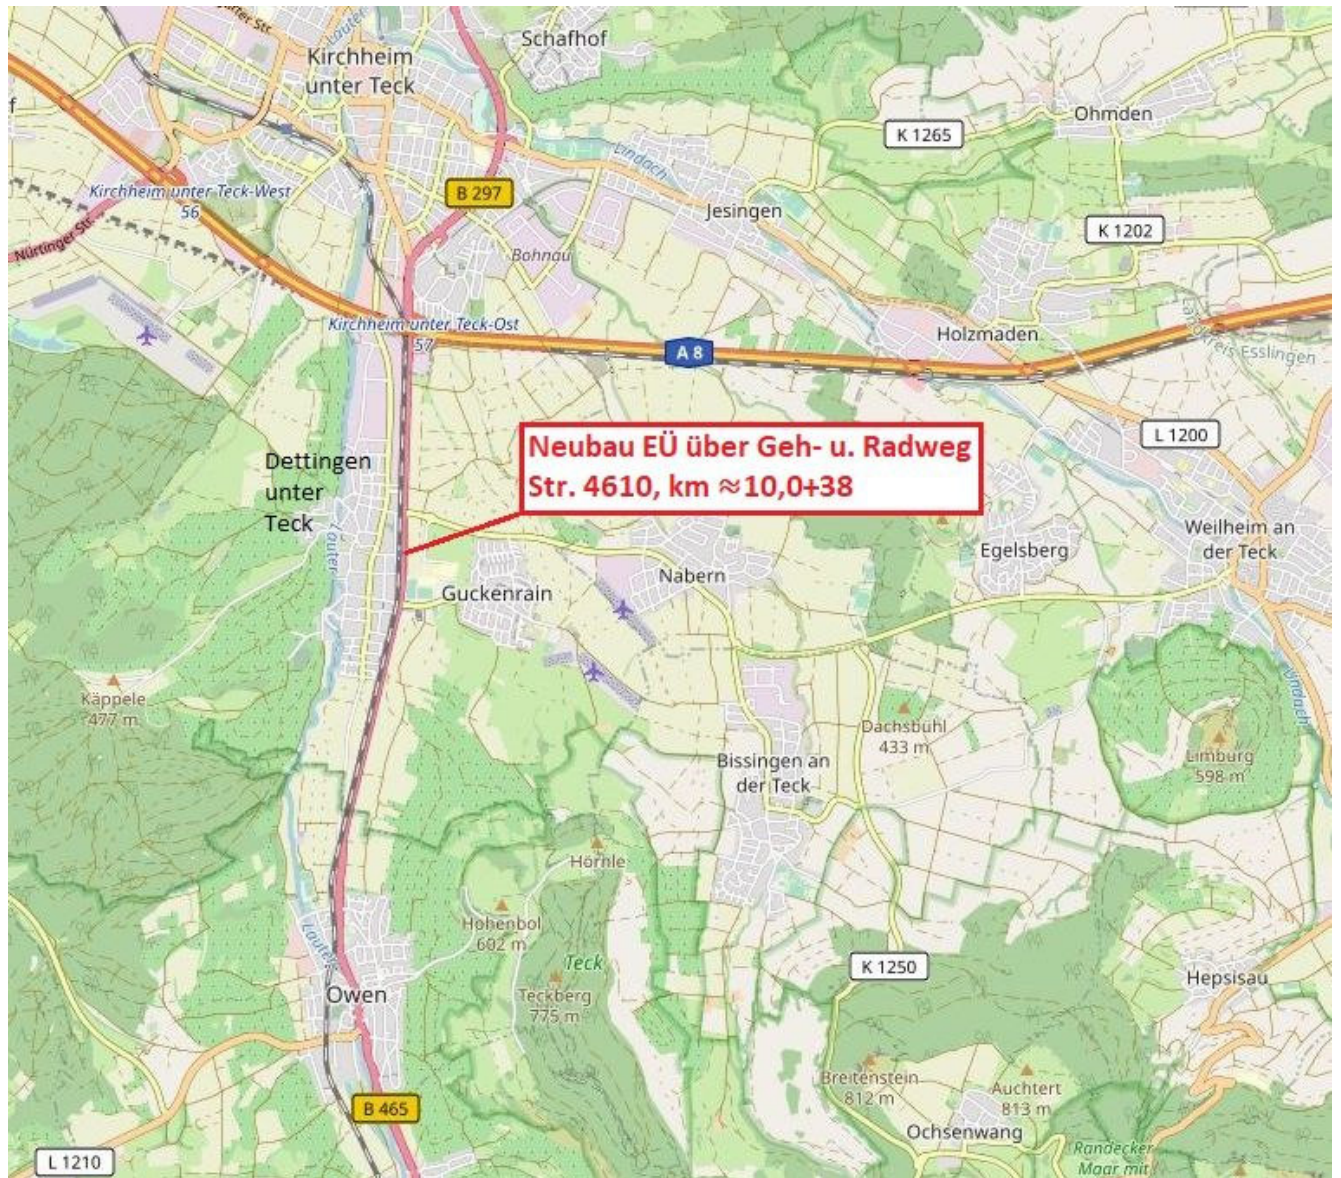 Schafhof
Kirchheim
unter Teck
Lauter
Ohmden
K 1265
Lindach
Kirchheim unter Teck-West
56
B 297
Jesingen
K 1202
Nürtinger Str.
Bohnau
Kirchheim unter Teck-Ost
57
Holzmaden
Landkreis Esslingen
A 8
Neubau EÜ über Geh- u. Radweg
Str. 4610, km ≈10,0+38
L 1200
Dettingen
unter
Teck
Lauter
Weilheim an
der Teck
Egelsberg
Nabern
Guckenrain
Käppele
477 m
Lindach
Dachsbühl
433 m
Limburg
598 m
Bissingen an
der Teck
Hörnle
Hohenbol
602 m
Lauter
Teck
K 1250
Hepsisau
Owen
Teckberg
775 m
Breitenstein
812 m
Auchtert
813 m
B 465
Ochsenwang
Randecker
Maar mit
L 1210